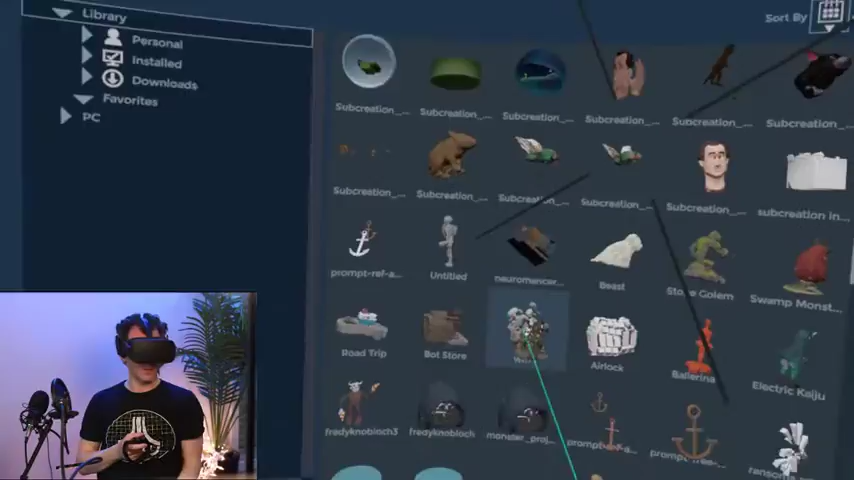 Library
Personal
Installed
Downloads
Favorites
PC
Sort By
Subcreation_... Subcreation_... Subcreation_... Subcreation_... Subcreation_... Subcreation_...
Subcreation_... Subcreation_... Subcreation_... Subcreation_... Subcreation_... subcreation in...
prompt-ref-a... Untitled neuromancer... Beast Stone Golem Swamp Monst...
Road Trip Bot Store Airlock Ballerina Electric Kaiju
fredyknobloch3 fredyknobloch monster_proj...